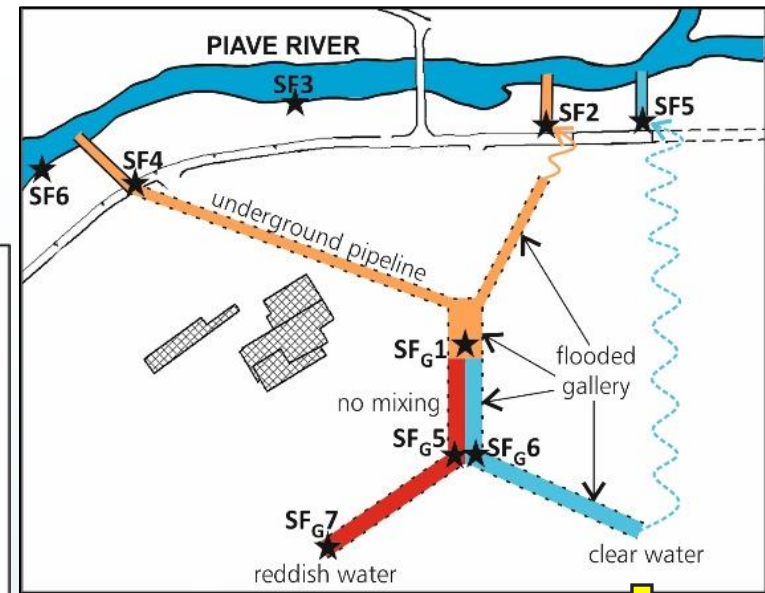 PIAVE RIVER
SF3
SF2
SF5
SF4
SF6
underground pipeline
SFG1
flooded
gallery
no mixing
SFG5
SFG6
SFG7
clear water
reddish water